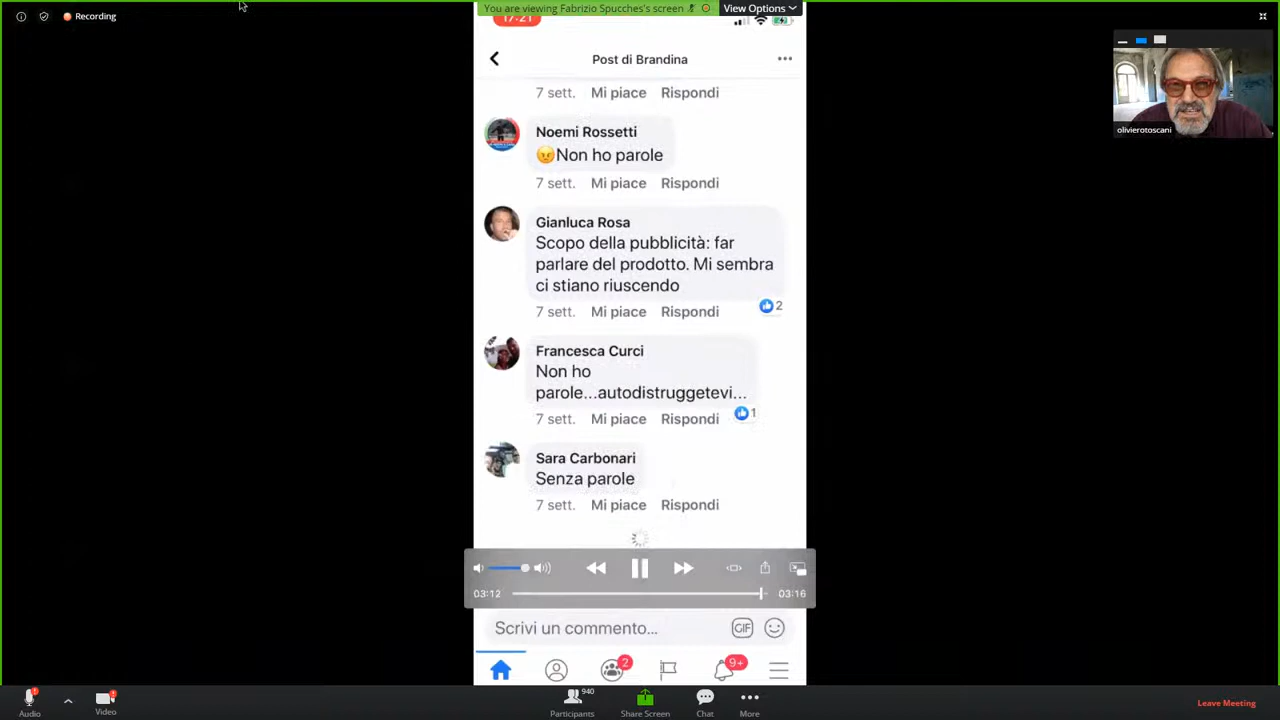 Recording
You are viewing Fabrizio Spucches's screen
View Options
17:21
Post di Brandina
olivierotoscani
7 sett. Mi piace Rispondi
Noemi Rossetti
😡Non ho parole
7 sett. Mi piace Rispondi
Gianluca Rosa
Scopo della pubblicità: far
parlare del prodotto. Mi sembra
ci stiano riuscendo
7 sett. Mi piace Rispondi
2
Francesca Curci
Non ho
parole...autodistruggetevi...
7 sett. Mi piace Rispondi
1
Sara Carbonari
Senza parole
7 sett. Mi piace Rispondi
03:12
03:16
Scrivi un commento...
GIF
2
9+
Audio
Video
940
Participants
Share Screen
Chat
More
Leave Meeting